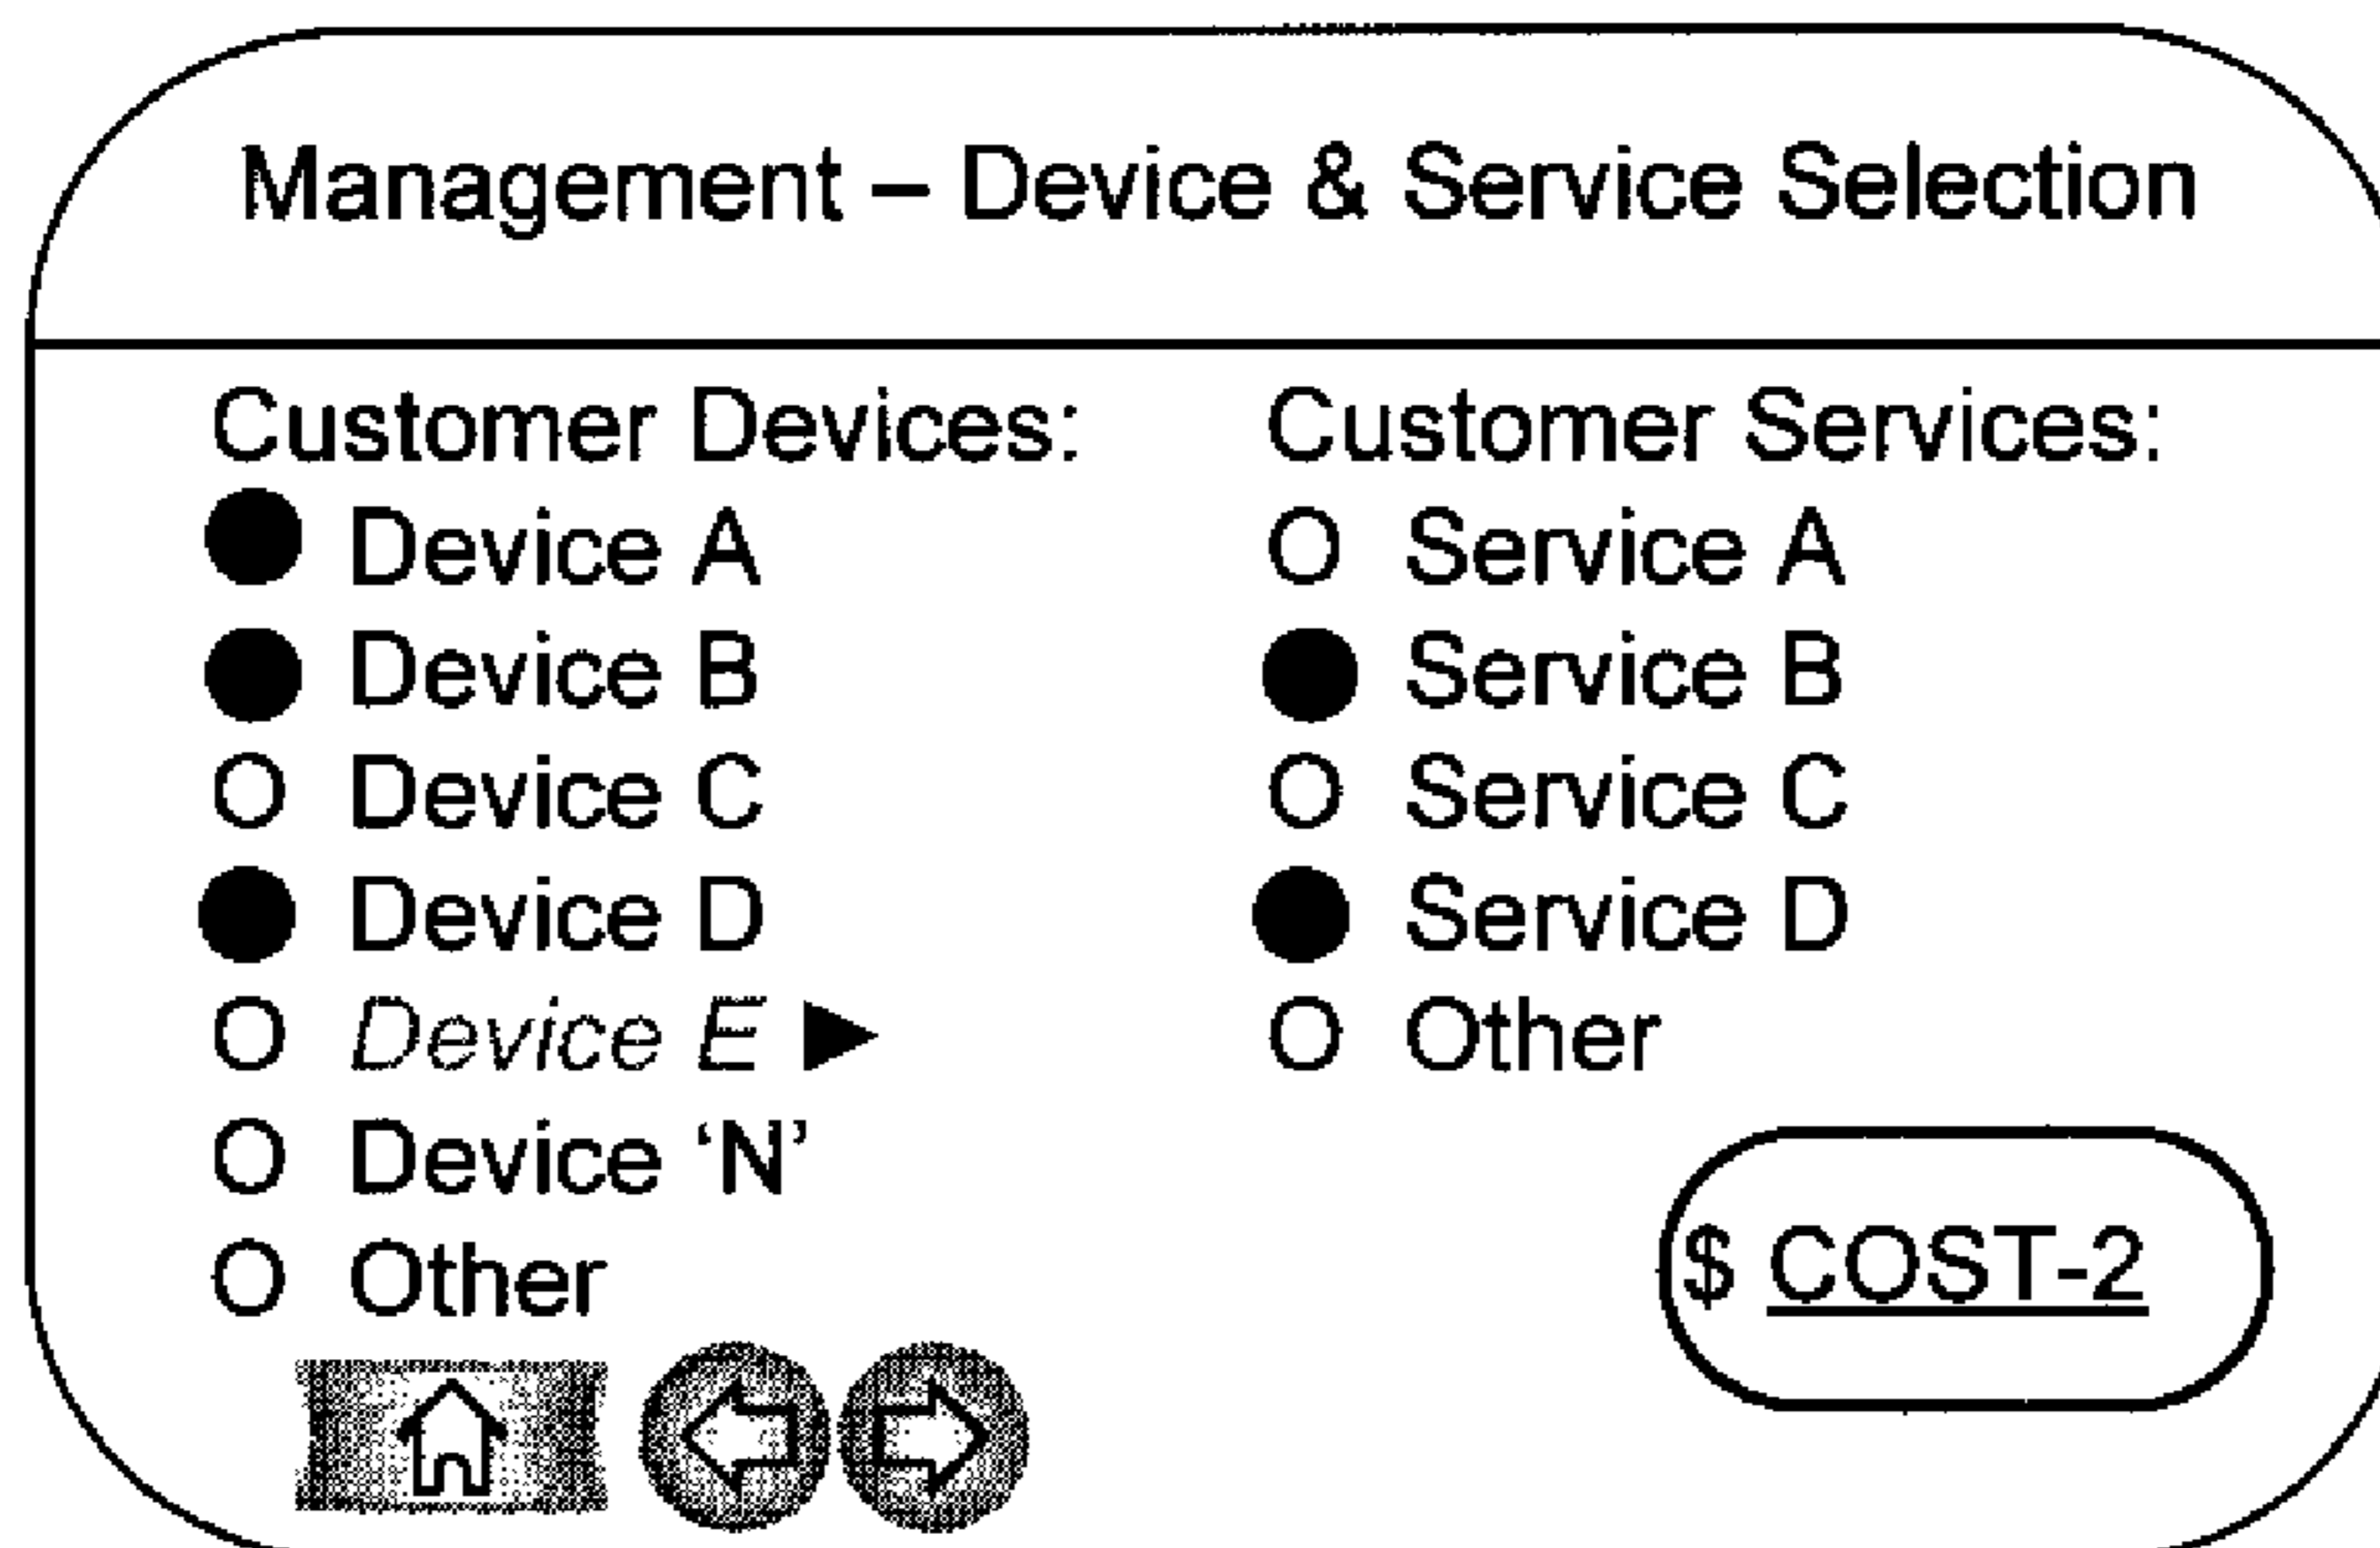 Management – Device & Service Selection
Customer Devices:
Device A
Device B
Device C
Device D
Device E
Device ‘N’
Other
Customer Services:
Service A
Service B
Service C
Service D
Other
$ COST-2